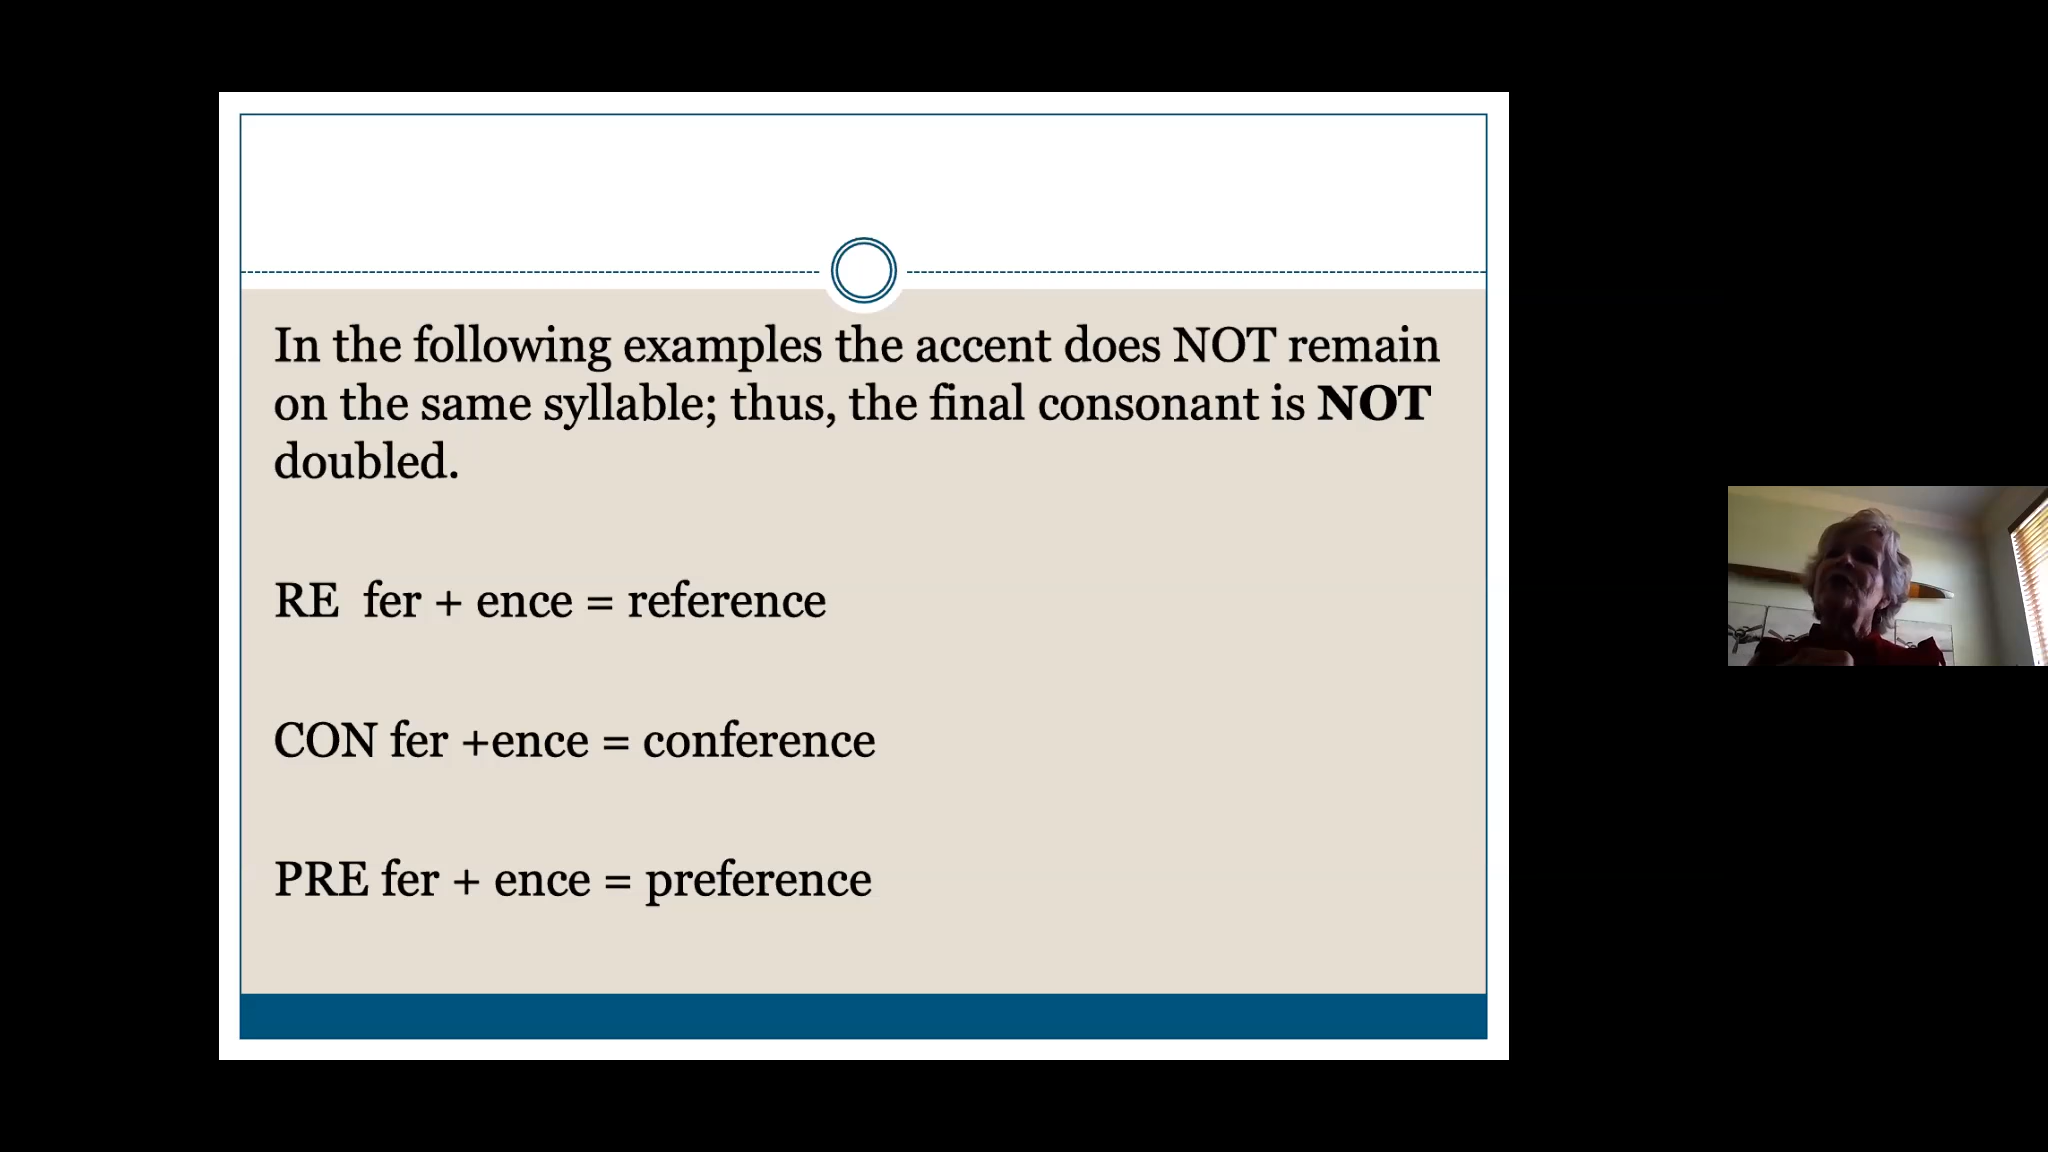 In the following examples the accent does NOT remain
on the same syllable; thus, the final consonant is NOT
doubled.
RE  fer + ence = reference
CON fer +ence = conference
PRE fer + ence = preference